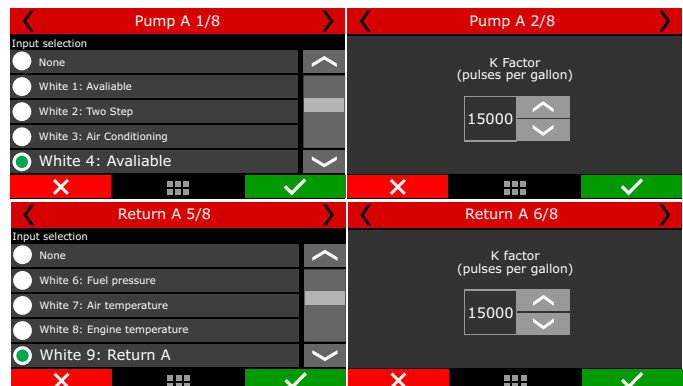 Pump A 1/8
Input selection
None
White 1: Avaliable
White 2: Two Step
White 3: Air Conditioning
White 4: Avaliable
Pump A 2/8
K Factor
(pulses per gallon)
15000
Return A 5/8
Input selection
None
White 6: Fuel pressure
White 7: Air temperature
White 8: Engine temperature
White 9: Return A
Return A 6/8
K factor
(pulses per gallon)
15000